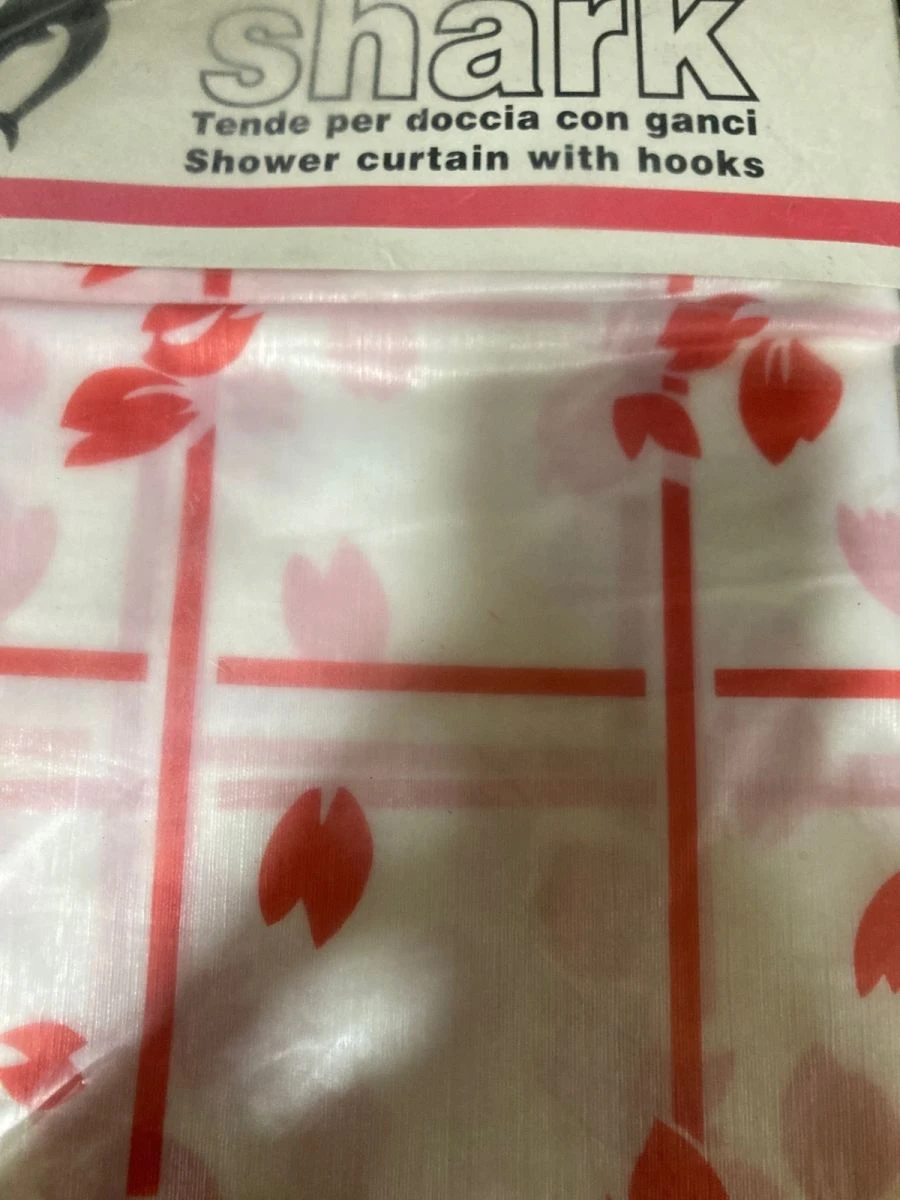 shark
Tende per doccia con ganci
Shower curtain with hooks